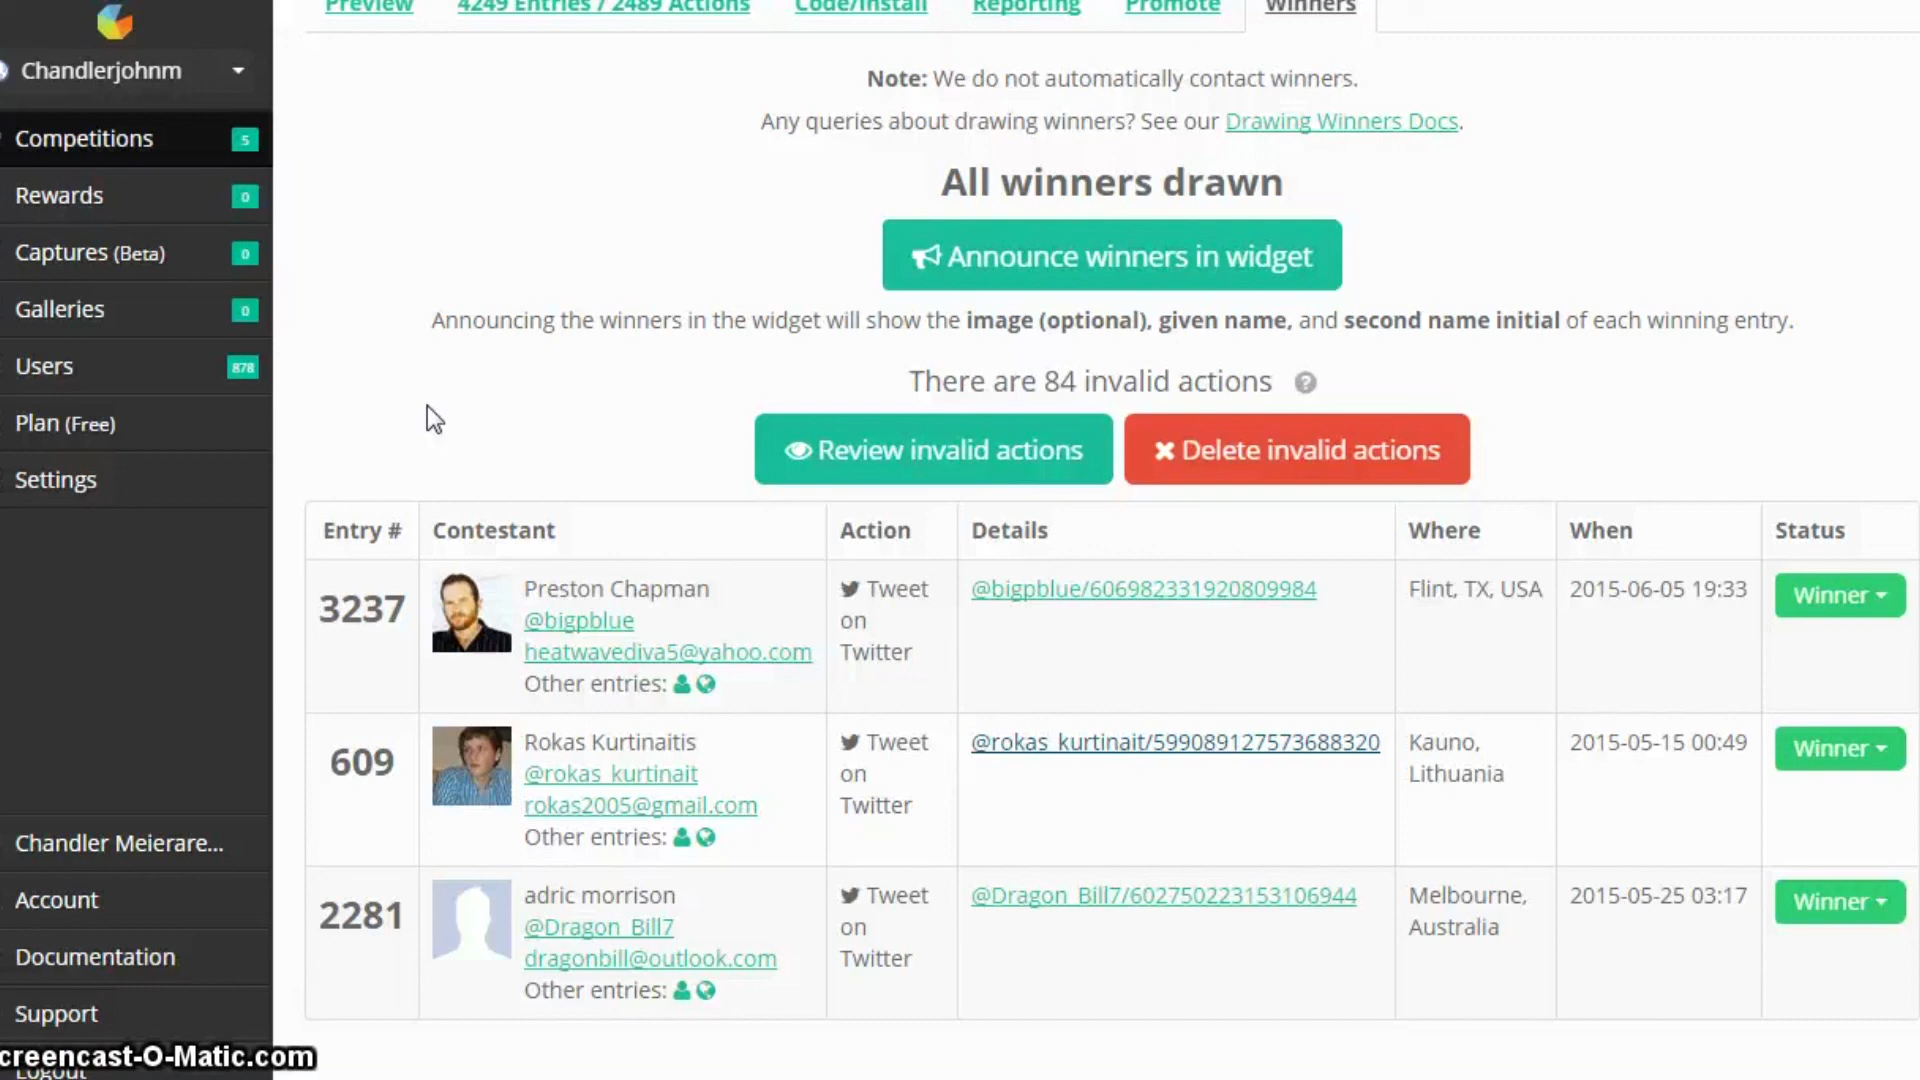 Preview
4249 Entries / 2489 Actions
Code/Install
Reporting
Promote
Winners
Chandlerjohnm
Competitions 5
Rewards 0
Captures (Beta) 0
Galleries 0
Users 878
Plan (Free)
Settings
Chandler Meierare...
Account
Documentation
Support
Logout
creencast-O-Matic.com
Note: We do not automatically contact winners.
Any queries about drawing winners? See our Drawing Winners Docs.
All winners drawn
Announce winners in widget
Announcing the winners in the widget will show the image (optional), given name, and second name initial of each winning entry.
There are 84 invalid actions ?
Review invalid actions
Delete invalid actions
Entry # Contestant Action Details Where When Status
3237
Preston Chapman
@bigpblue
heatwavediva5@yahoo.com
Other entries:
Tweet
on
Twitter
@bigpblue/606982331920809984
Flint, TX, USA
2015-06-05 19:33
Winner
609
Rokas Kurtinaitis
@rokas_kurtinait
rokas2005@gmail.com
Other entries:
Tweet
on
Twitter
@rokas_kurtinait/599089127573688320
Kauno,
Lithuania
2015-05-15 00:49
Winner
2281
adric morrison
@Dragon_Bill7
dragonbill@outlook.com
Other entries:
Tweet
on
Twitter
@Dragon_Bill7/602750223153106944
Melbourne,
Australia
2015-05-25 03:17
Winner